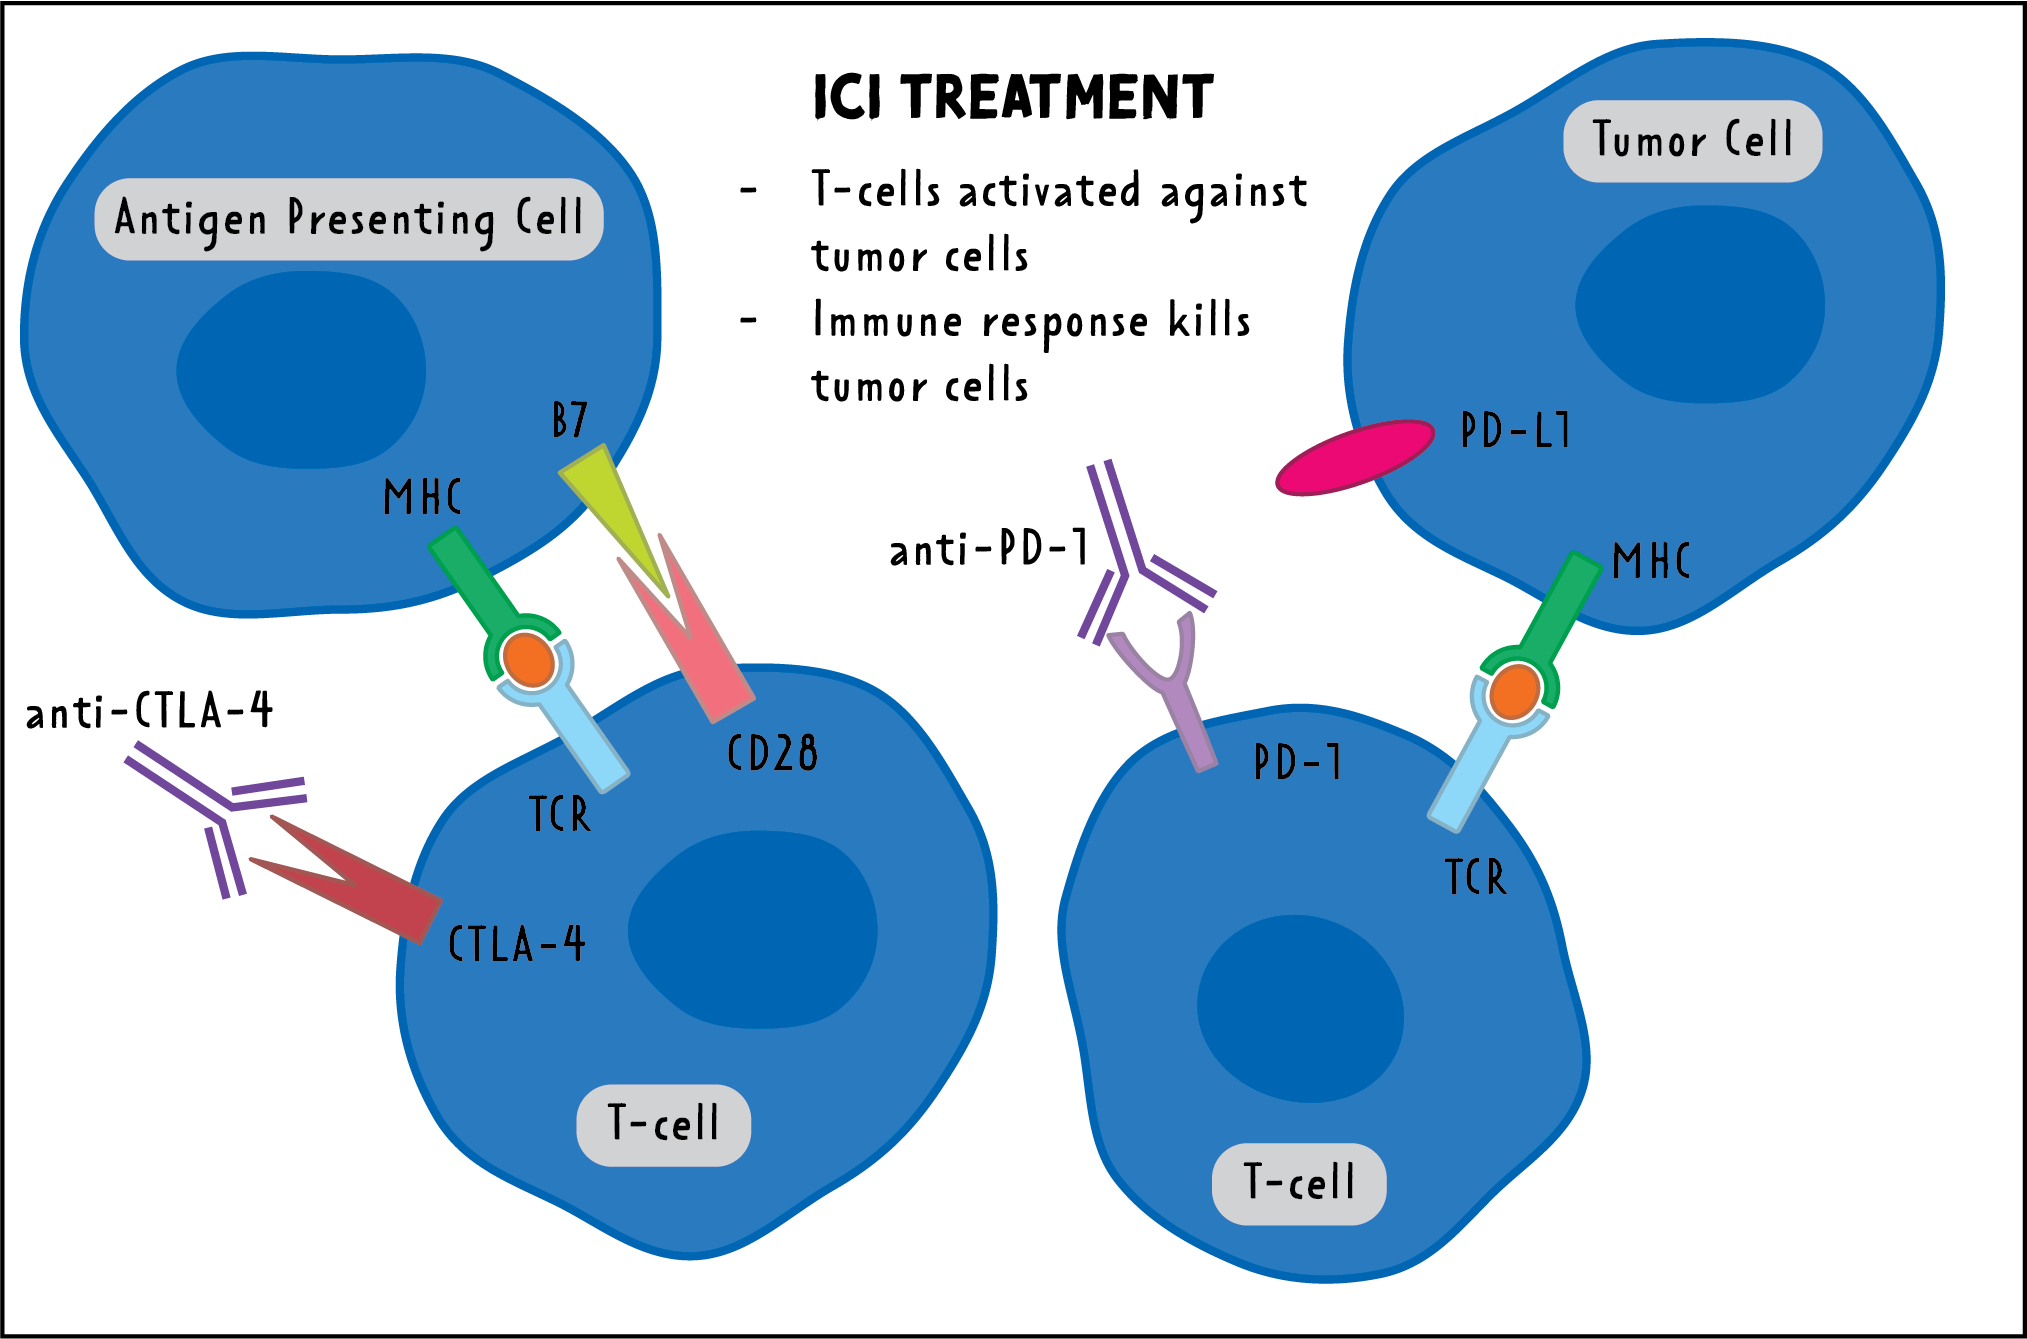 ICI TREATMENT
- T-cells activated against
tumor cells
- Immune response kills
tumor cells
Antigen Presenting Cell
B7
MHC
anti-CTLA-4
TCR
CD28
CTLA-4
T-cell
Tumor Cell
PD-L1
anti-PD-1
MHC
PD-1
TCR
T-cell